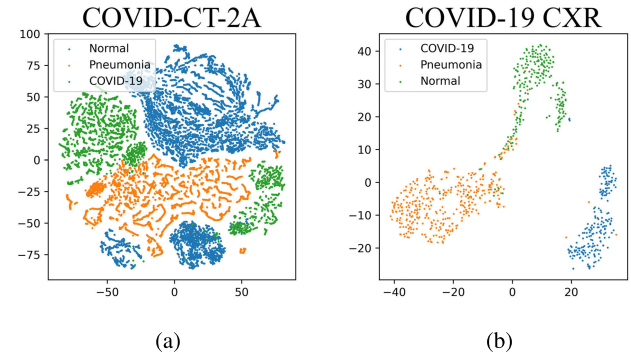 COVID-CT-2A
COVID-19 CXR
100
75
50
25
0
−25
−50
−75
−50
0
50
Normal
Pneumonia
COVID-19
40
30
20
10
0
−10
−20
−40
−20
0
20
COVID-19
Pneumonia
Normal
(a)
(b)